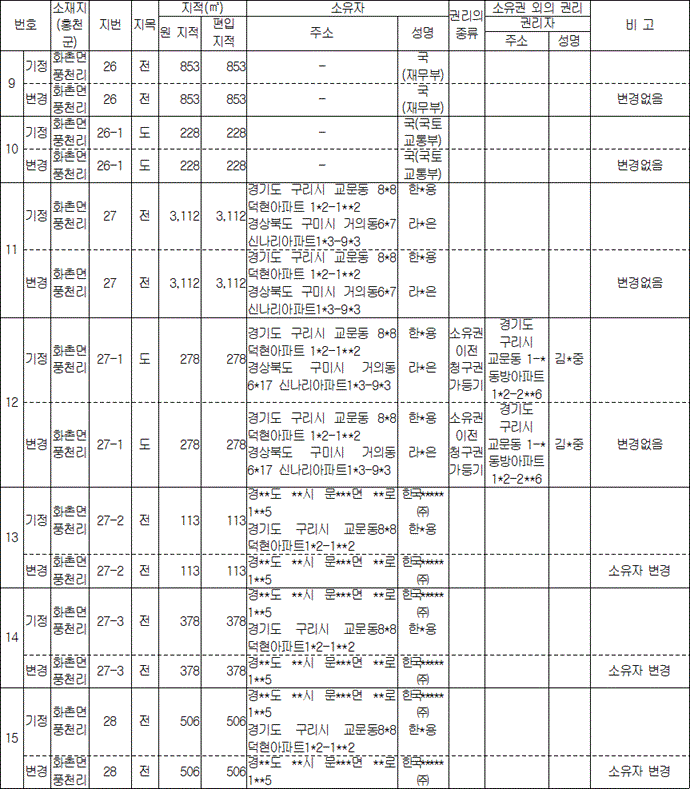 번호 소재지(홍천군) 지번 지목 지적(㎡) 소유자 권리의 종류 소유권 외의 권리 비 고
원 지적 편입 지적 주소 성명 권리자
주소 성명
9 기정 화촌면 풍천리 26 전 853 853 - 국(재무부)
변경 화촌면 풍천리 26 전 853 853 - 국(재무부) 변경없음
10 기정 화촌면 풍천리 26-1 도 228 228 - 국(국토교통부)
변경 화촌면 풍천리 26-1 도 228 228 - 국(국토교통부) 변경없음
11 기정 화촌면 풍천리 27 전 3,112 3,112 경기도 구리시 교문동 8*8 한*용
덕현아파트 1*2-1**2
경상북도 구미시 거의동6*7 라*은
신나리아파트1*3-9*3
변경 화촌면 풍천리 27 전 3,112 3,112 경기도 구리시 교문동 8*8 한*용 변경없음
덕현아파트 1*2-1**2
경상북도 구미시 거의동6*7 라*은
신나리아파트1*3-9*3
12 기정 화촌면 풍천리 27-1 도 278 278 경기도 구리시 교문동 8*8 한*용 소유권이전청구권가등기 경기도 구리시 교문동 1-* 동방아파트 1*2-2**6 김*중
덕현아파트 1*2-1**2
경상북도 구미시 거의동 라*은
6*17 신나리아파트1*3-9*3
변경 화촌면 풍천리 27-1 도 278 278 경기도 구리시 교문동 8*8 한*용 소유권이전청구권가등기 경기도 구리시 교문동 1-* 동방아파트 1*2-2**6 김*중 변경없음
덕현아파트 1*2-1**2
경상북도 구미시 거의동 라*은
6*17 신나리아파트1*3-9*3
13 기정 화촌면 풍천리 27-2 전 113 113 경**도 **시 문***면 **로 한국*****㈜
1**5
경기도 구리시 교문동8*8 한*용
덕현아파트1*2-1**2
변경 화촌면 풍천리 27-2 전 113 113 경**도 **시 문***면 **로 한국*****㈜ 소유자 변경
1**5
14 기정 화촌면 풍천리 27-3 전 378 378 경**도 **시 문***면 **로 한국*****㈜
1**5
경기도 구리시 교문동8*8 한*용
덕현아파트1*2-1**2
변경 화촌면 풍천리 27-3 전 378 378 경**도 **시 문***면 **로 한국*****㈜ 소유자 변경
1**5
15 기정 화촌면 풍천리 28 전 506 506 경**도 **시 문***면 **로 한국*****㈜
1**5
경기도 구리시 교문동8*8 한*용
덕현아파트1*2-1**2
변경 화촌면 풍천리 28 전 506 506 경**도 **시 문***면 **로 한국*****㈜ 소유자 변경
1**5